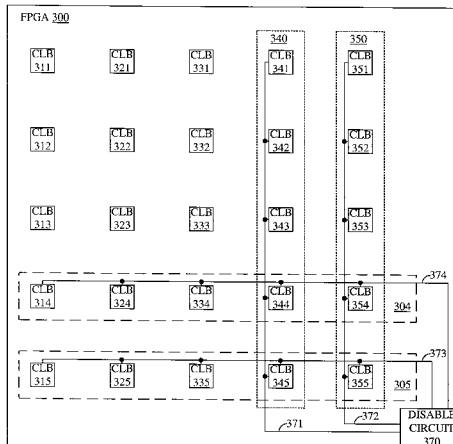 FPGA 300
340
350
CLB 311
CLB 321
CLB 331
CLB 341
CLB 351
CLB 312
CLB 322
CLB 332
CLB 342
CLB 352
CLB 313
CLB 323
CLB 333
CLB 343
CLB 353
374
CLB 314
CLB 324
CLB 334
CLB 344
CLB 354
304
373
CLB 315
CLB 325
CLB 335
CLB 345
CLB 355
305
371
372
DISABLE
CIRCUIT
370